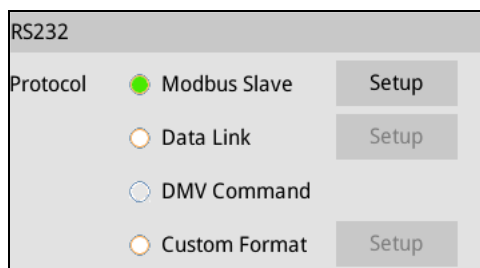 RS232
Protocol Modbus Slave Setup
Data Link Setup
DMV Command
Custom Format Setup